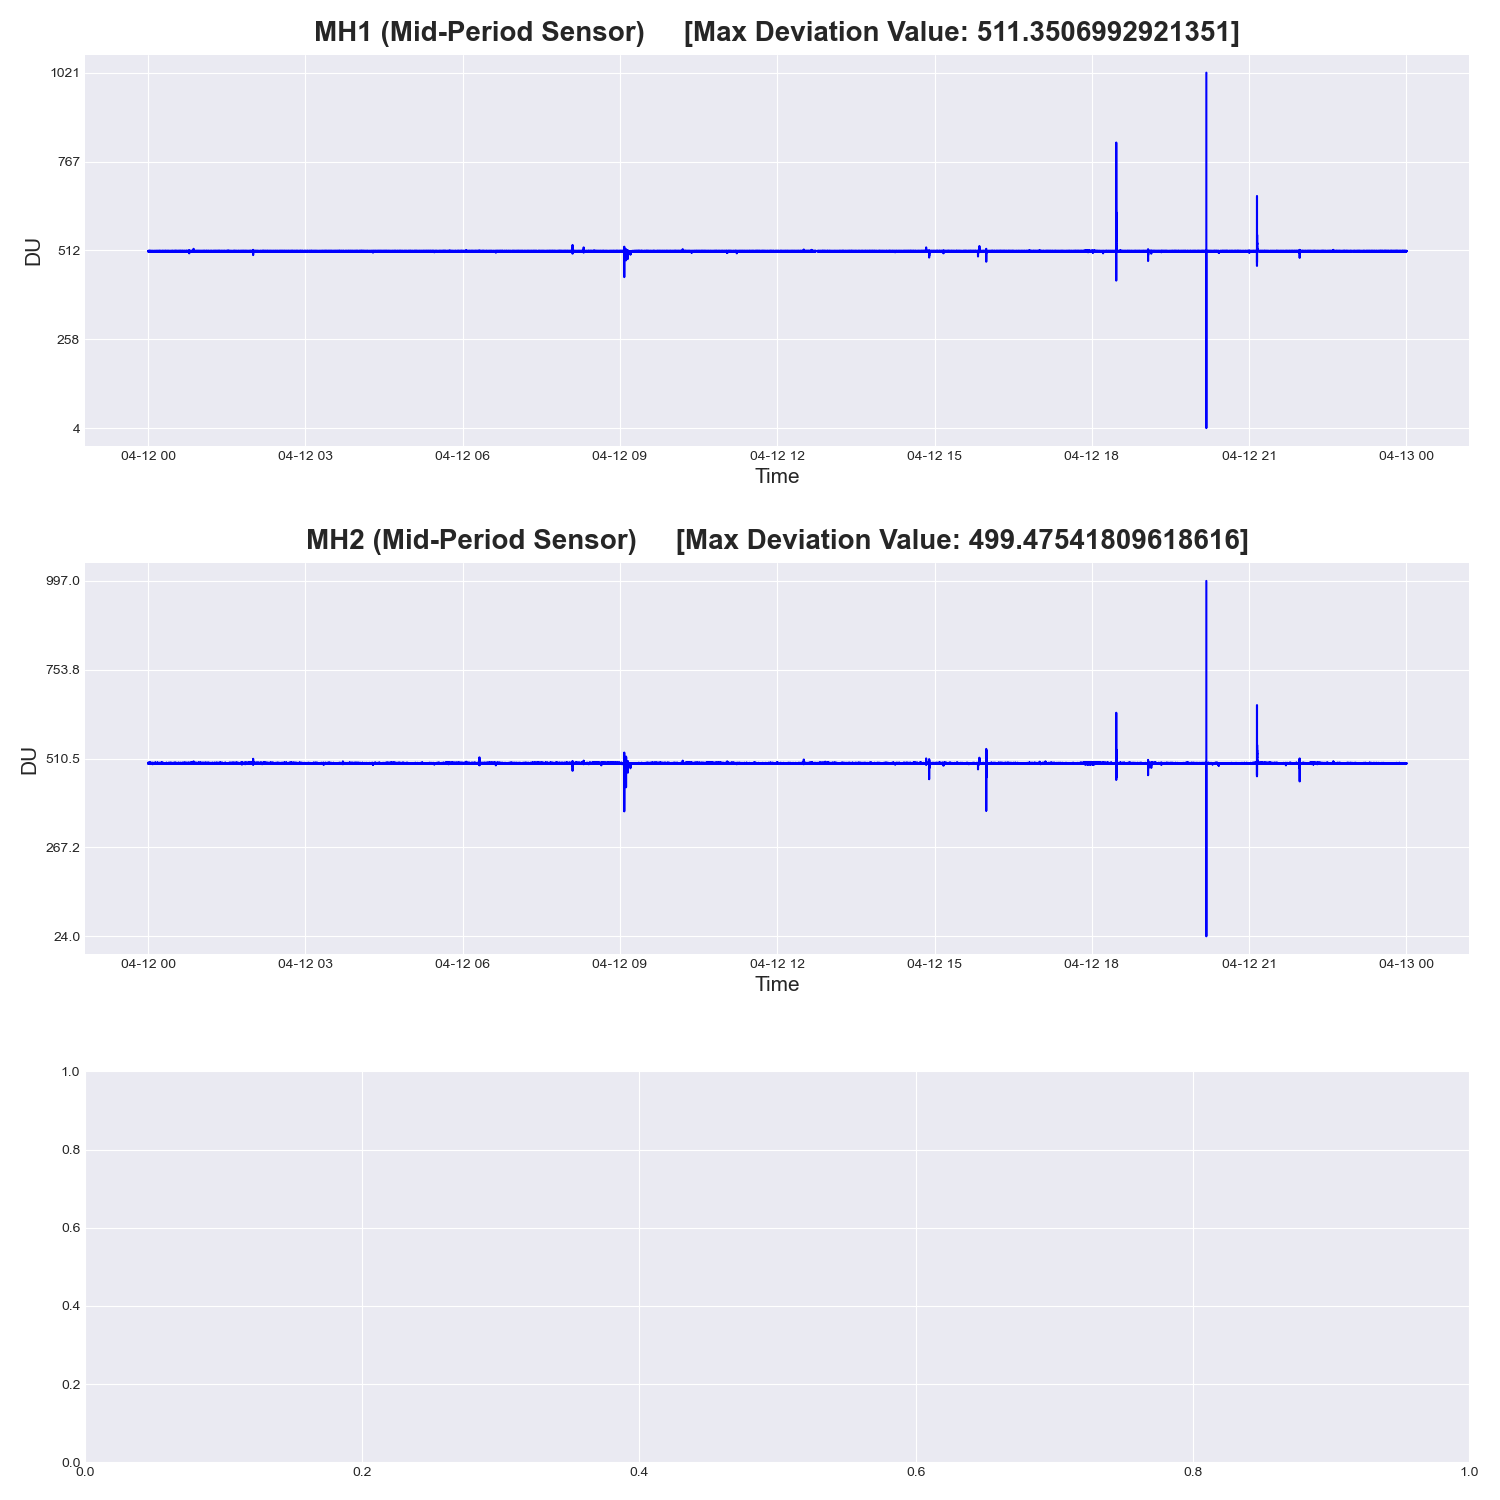 MH1 (Mid-Period Sensor) [Max Deviation Value: 511.3506992921351]
1021
767
512
258
4
DU
04-12 00 04-12 03 04-12 06 04-12 09 04-12 12 04-12 15 04-12 18 04-12 21 04-13 00
Time
MH2 (Mid-Period Sensor) [Max Deviation Value: 499.47541809618616]
997.0
753.8
510.5
267.2
24.0
DU
04-12 00 04-12 03 04-12 06 04-12 09 04-12 12 04-12 15 04-12 18 04-12 21 04-13 00
Time
1.0
0.8
0.6
0.4
0.2
0.0
0.0 0.2 0.4 0.6 0.8 1.0